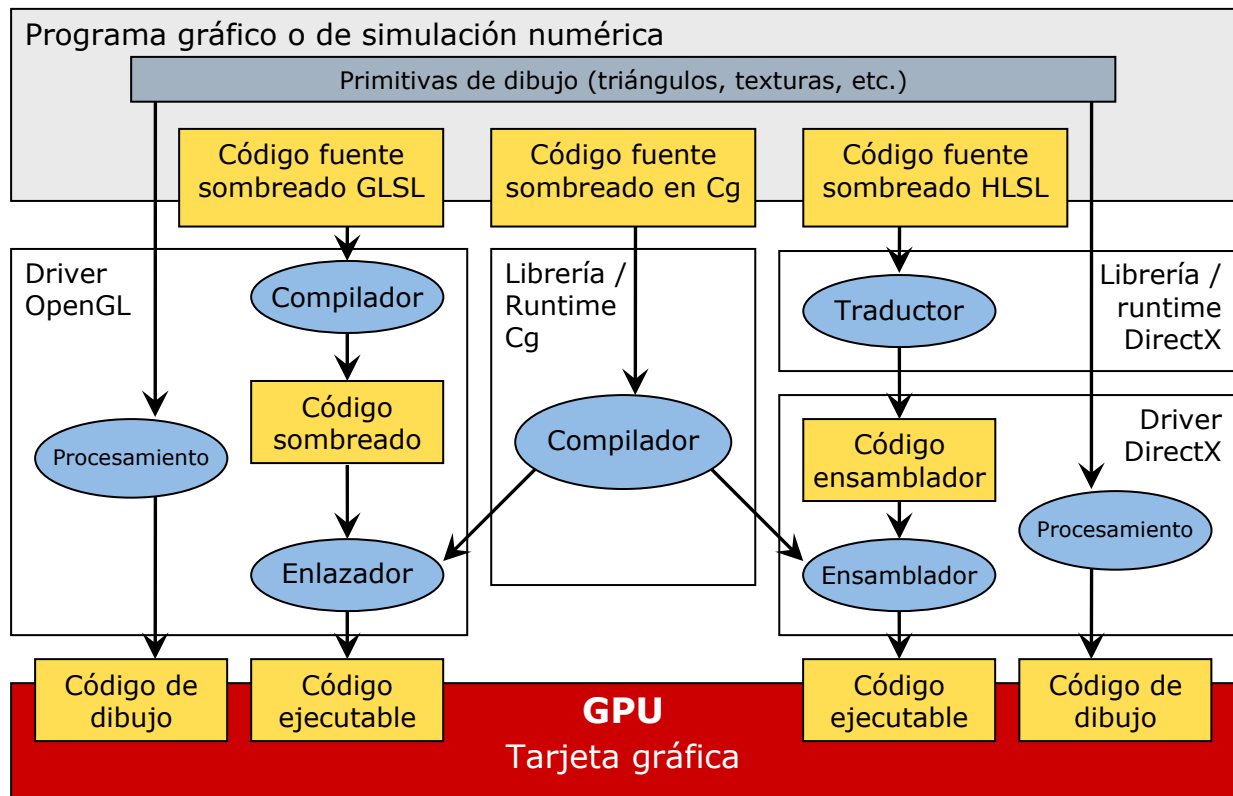 Programa gráfico o de simulación numérica
Primitivas de dibujo (triángulos, texturas, etc.)
Código fuente
sombreado GLSL
Código fuente
sombreado en Cg
Código fuente
sombreado HLSL
Driver
OpenGL
Compilador
Código
sombreado
Procesamiento
Enlazador
Librería /
Runtime
Cg
Compilador
Librería /
runtime
DirectX
Traductor
Driver
DirectX
Código
ensamblador
Procesamiento
Ensamblador
Código de
dibujo
Código
ejecutable
GPU
Tarjeta gráfica
Código
ejecutable
Código de
dibujo